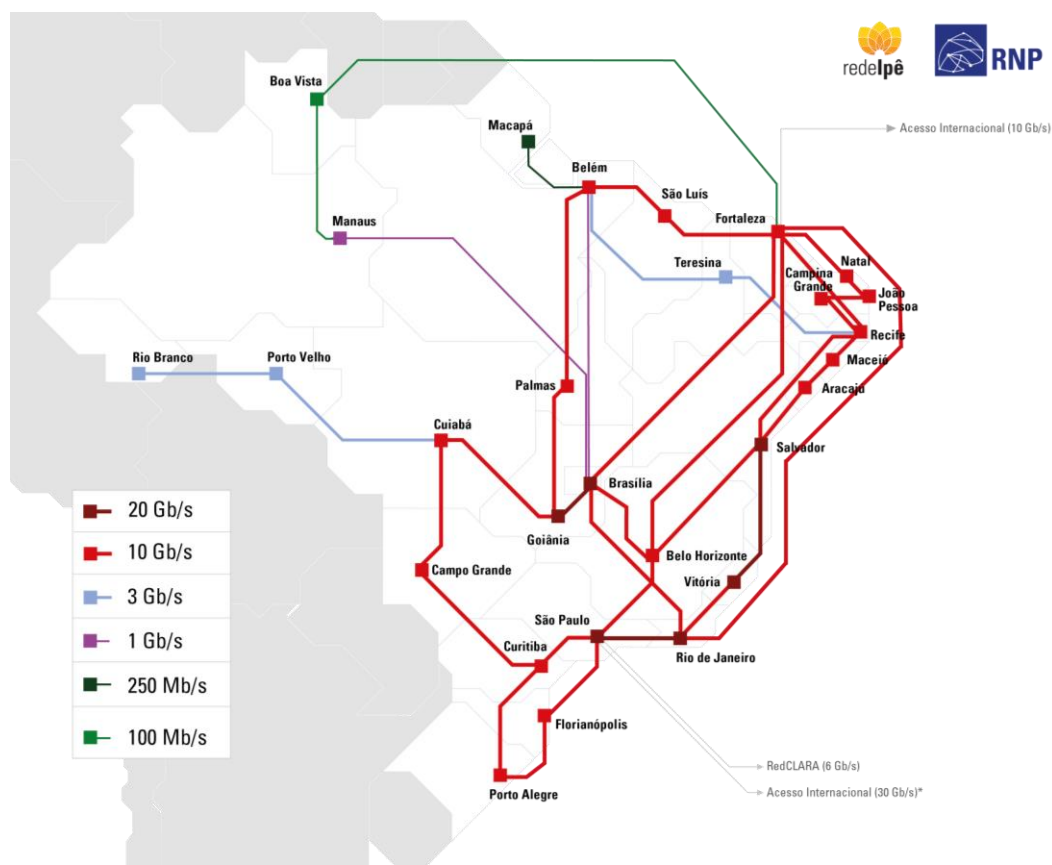 redeIpê
RNP
Boa Vista
Acesso Internacional (10 Gb/s)
Macapá
Belém
São Luís
Manaus
Fortaleza
Teresina
Natal
Campina
Grande
João
Pessoa
Recife
Rio Branco
Porto Velho
Maceió
Palmas
Aracajú
Cuiabá
Salvador
Brasília
20 Gb/s
Goiânia
10 Gb/s
Belo Horizonte
Campo Grande
Vitória
3 Gb/s
São Paulo
1 Gb/s
Curitiba
Rio de Janeiro
250 Mb/s
Florianópolis
100 Mb/s
RedCLARA (6 Gb/s)
Porto Alegre
Acesso Internacional (30 Gb/s)*